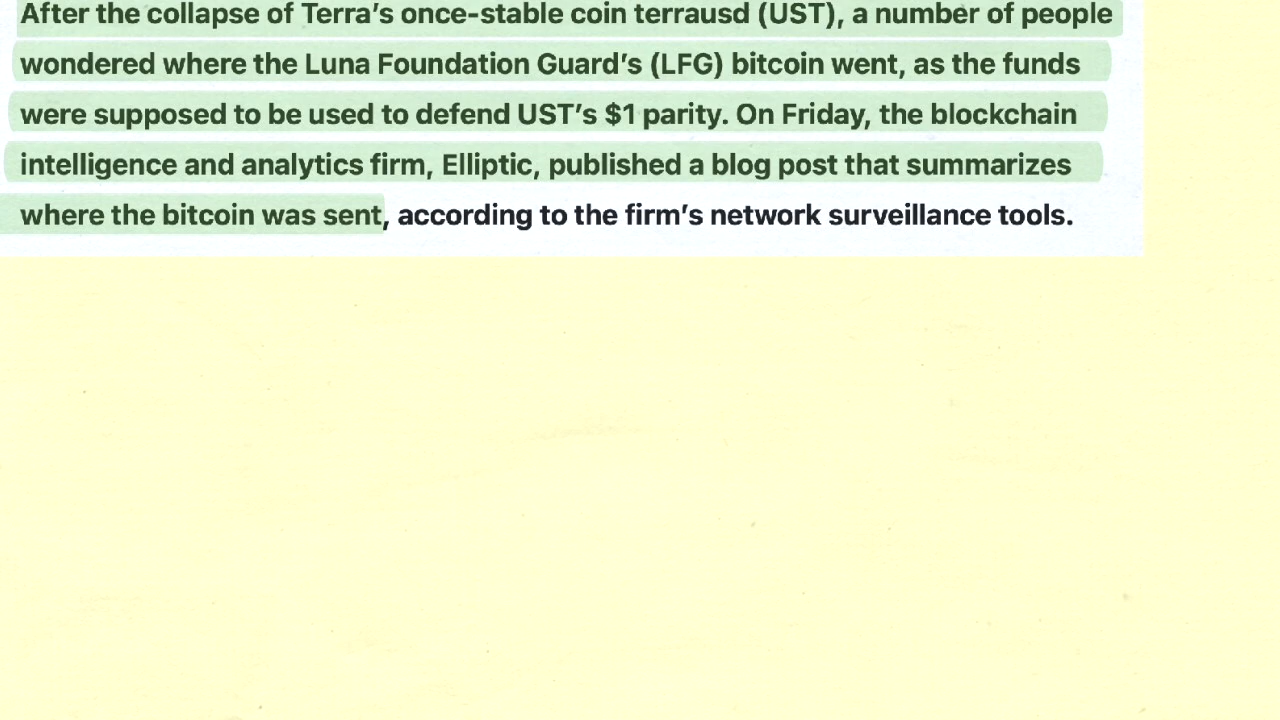 After the collapse of Terra’s once-stable coin terrausd (UST), a number of people
wondered where the Luna Foundation Guard’s (LFG) bitcoin went, as the funds
were supposed to be used to defend UST’s $1 parity. On Friday, the blockchain
intelligence and analytics firm, Elliptic, published a blog post that summarizes
where the bitcoin was sent, according to the firm’s network surveillance tools.